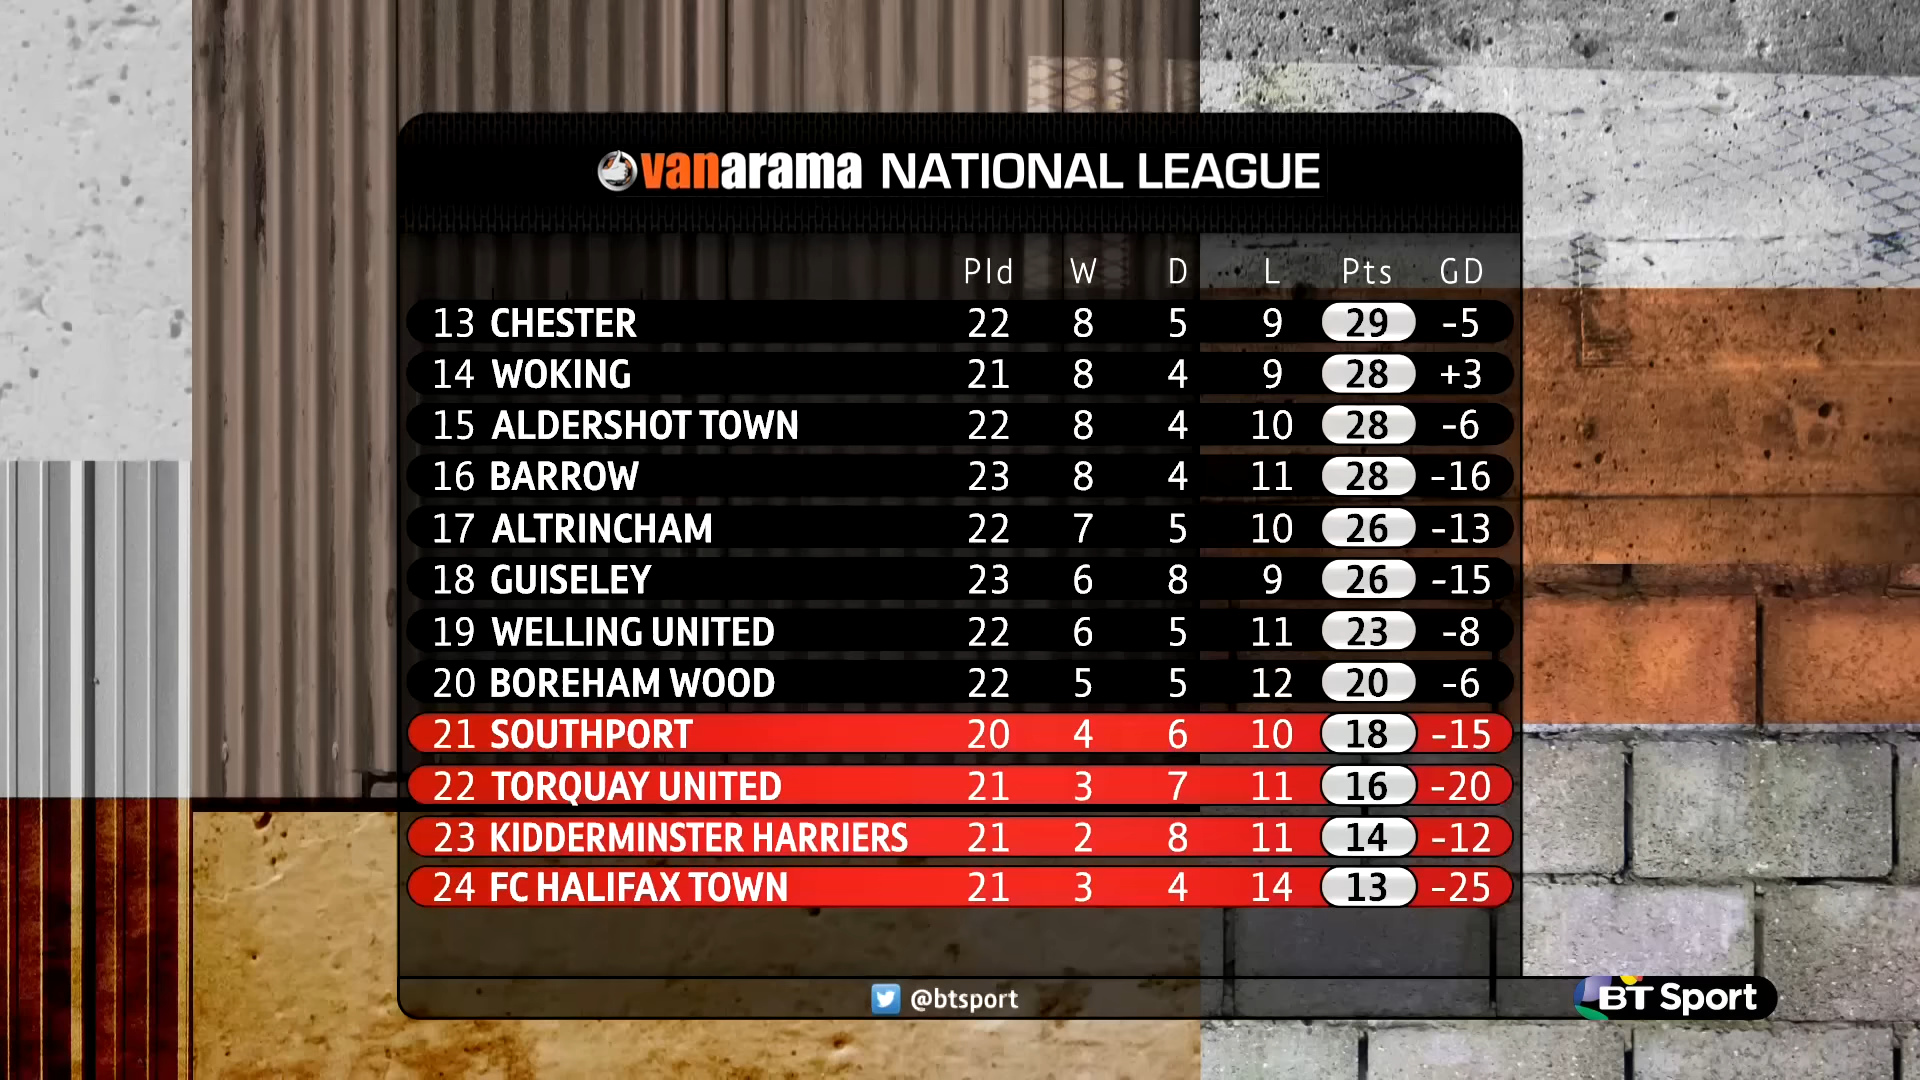 vanarama NATIONAL LEAGUE
Pld W D L Pts GD
13 CHESTER 22 8 5 9 29 -5
14 WOKING 21 8 4 9 28 +3
15 ALDERSHOT TOWN 22 8 4 10 28 -6
16 BARROW 23 8 4 11 28 -16
17 ALTRINCHAM 22 7 5 10 26 -13
18 GUISELEY 23 6 8 9 26 -15
19 WELLING UNITED 22 6 5 11 23 -8
20 BOREHAM WOOD 22 5 5 12 20 -6
21 SOUTHPORT 20 4 6 10 18 -15
22 TORQUAY UNITED 21 3 7 11 16 -20
23 KIDDERMINSTER HARRIERS 21 2 8 11 14 -12
24 FC HALIFAX TOWN 21 3 4 14 13 -25
@btsport
BT Sport